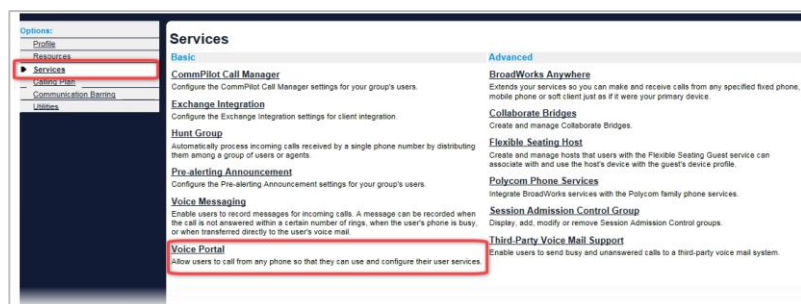 Options:
Profile
Resources
Services
Calling Plan
Communication Barring
Utilities
Services
Basic
CommPilot Call Manager
Configure the CommPilot Call Manager settings for your group's users.
Exchange Integration
Configure the Exchange Integration settings for client integration.
Hunt Group
Automatically process incoming calls received by a single phone number by distributing
them among a group of users or agents.
Pre-alerting Announcement
Configure the Pre-alerting Announcement settings for your group's users.
Voice Messaging
Enable users to record messages for incoming calls. A message can be recorded when
the call is not answered within a certain number of rings, when the user's phone is busy,
or when transferred directly to the user's voice mail.
Voice Portal
Allow users to call from any phone so that they can use and configure their user services.
Advanced
BroadWorks Anywhere
Extends your services so you can make and receive calls from any specified fixed phone,
mobile phone or soft client just as if it were your primary device.
Collaborate Bridges
Create and manage Collaborate Bridges.
Flexible Seating Host
Create and manage hosts that users with the Flexible Seating Guest service can
associate with and use the host's device with the guest's device profile.
Polycom Phone Services
Integrate BroadWorks services with the Polycom family phone services.
Session Admission Control Group
Display, add, modify or remove Session Admission Control groups.
Third-Party Voice Mail Support
Enable users to send busy and unanswered calls to a third-party voice mail system.